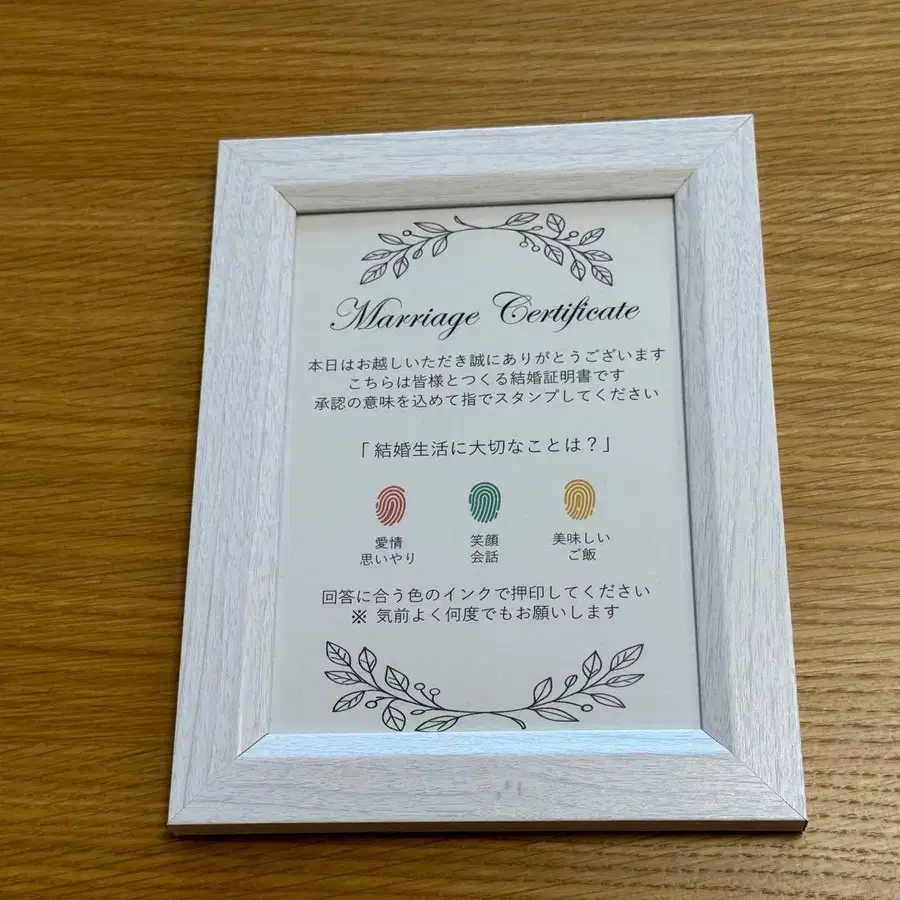 Marriage Certificate
本日はお越しいただき誠にありがとうございます
こちらは皆様とつくる結婚証明書です
承認の意味を込めて指でスタンプしてください
「結婚生活に大切なことは？」
愛情
思いやり
笑顔
会話
美味しい
ご飯
回答に合う色のインクで押印してください
※ 気前よく何度でもお願いします